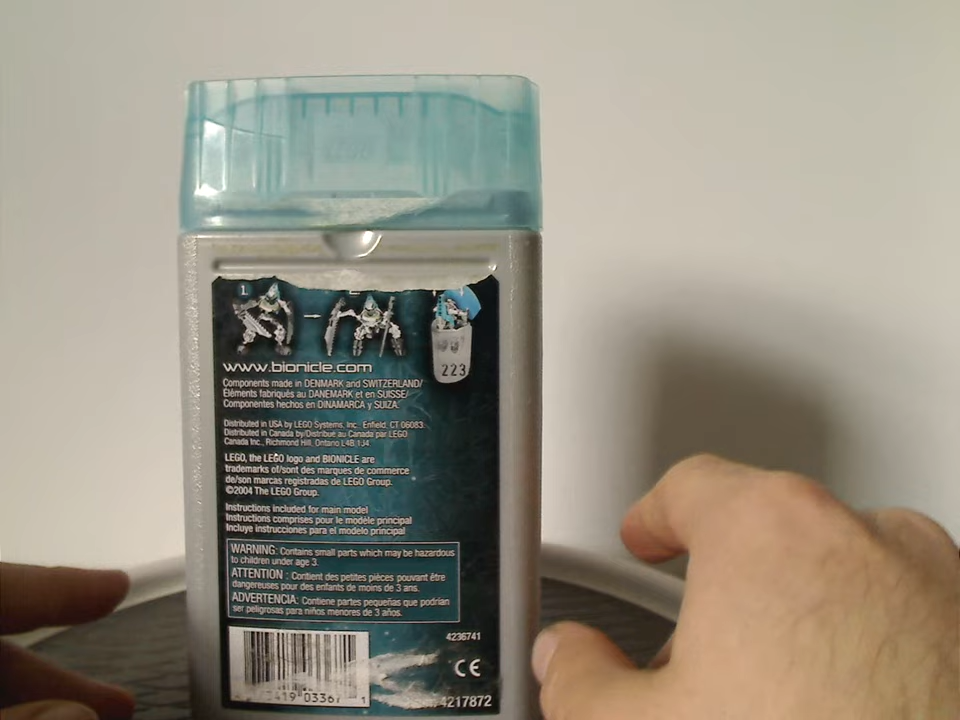 1.
www.bionicle.com
223
Components made in DENMARK and SWITZERLAND/
Éléments fabriqués au DANEMARK et en SUISSE/
Componentes hechos en DINAMARCA y SUIZA.
Distributed in USA by LEGO Systems, Inc., Enfield, CT 06083
Distributed in Canada by/Distribué au Canada par LEGO
Canada Inc., Richmond Hill, Ontario L4B 1J4
LEGO, the LEGO logo and BIONICLE are
trademarks of/sont des marques de commerce
de/son marcas registradas de LEGO Group.
©2004 The LEGO Group.
Instructions included for main model
Instructions comprises pour le modèle principal
Incluye instrucciones para el modelo principal
WARNING: Contains small parts which may be hazardous
to children under age 3.
ATTENTION : Contient des petites pièces pouvant être
dangereuses pour des enfants de moins de 3 ans.
ADVERTENCIA: Contiene partes pequeñas que podrían
ser peligrosas para niños menores de 3 años.
4236741
CE
419 03367 1
4217872